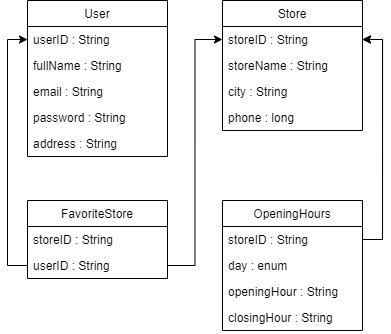 User
userID : String
fullName : String
email : String
password : String
address : String
Store
storeID : String
storeName : String
city : String
phone : long
FavoriteStore
storeID : String
userID : String
OpeningHours
storeID : String
day : enum
openingHour : String
closingHour : String